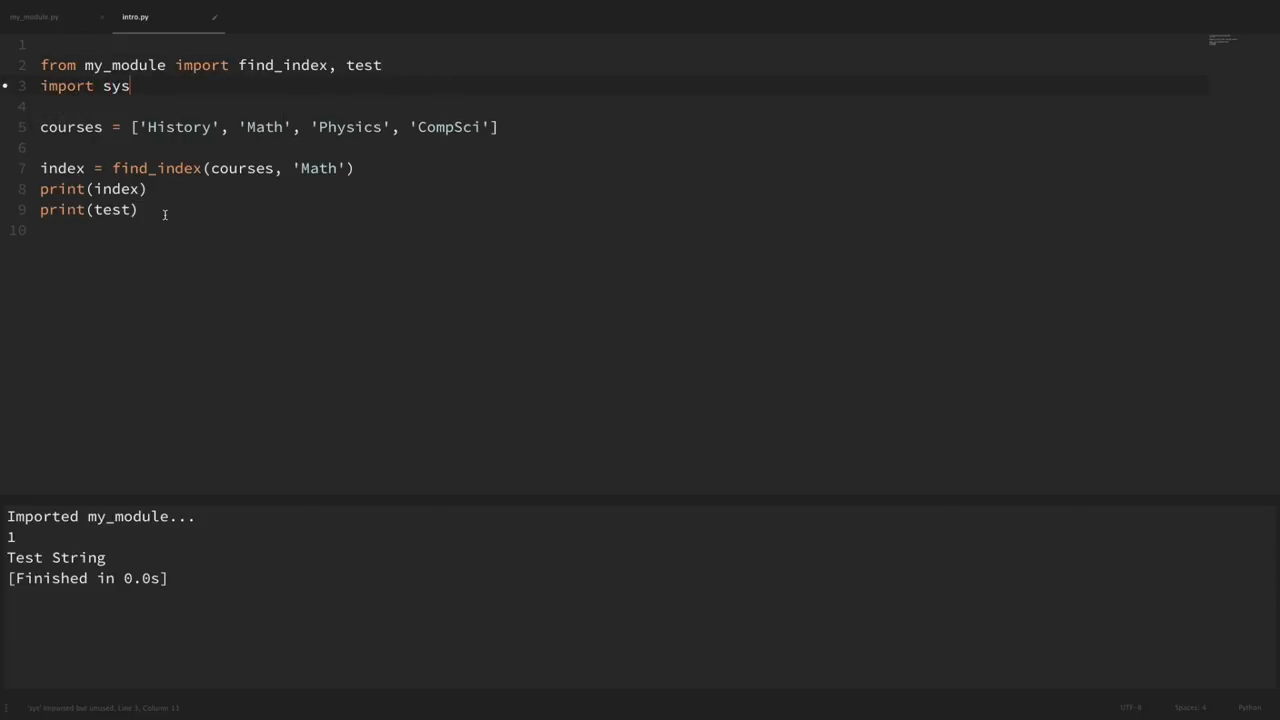 my_module.py
intro.py
1
2 from my_module import find_index, test
3 import sys
4
5 courses = ['History', 'Math', 'Physics', 'CompSci']
6
7 index = find_index(courses, 'Math')
8 print(index)
9 print(test)
10
Imported my_module...
1
Test String
[Finished in 0.0s]
'sys' imported but unused, Line 3, Column 11
UTF-8
Spaces: 4
Python